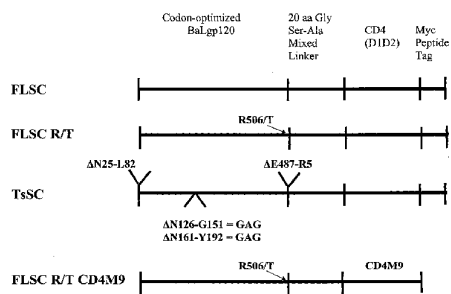 Codon-optimized
BaLgp120
20 aa Gly
Ser-Ala
Mixed
Linker
CD4
(D1D2)
Myc
Peptide
Tag
FLSC
R506/T
FLSC R/T
ΔN25-L82
ΔE487-R5
TsSC
ΔN126-G151 = GAG
ΔN161-Y192 = GAG
R506/T
CD4M9
FLSC R/T CD4M9